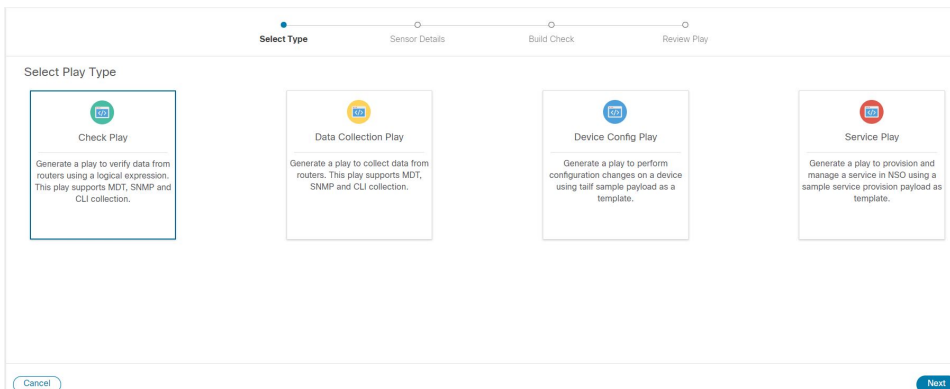 Select Type
Sensor Details
Build Check
Review Play
Select Play Type
Check Play
Generate a play to verify data from
routers using a logical expression.
This play supports MDT, SNMP and
CLI collection.
Data Collection Play
Generate a play to collect data from
routers. This play supports MDT,
SNMP and CLI collection.
Device Config Play
Generate a play to perform
configuration changes on a device
using tailf sample payload as a
template.
Service Play
Generate a play to provision and
manage a service in NSO using a
sample service provision payload as
template.
Cancel
Next